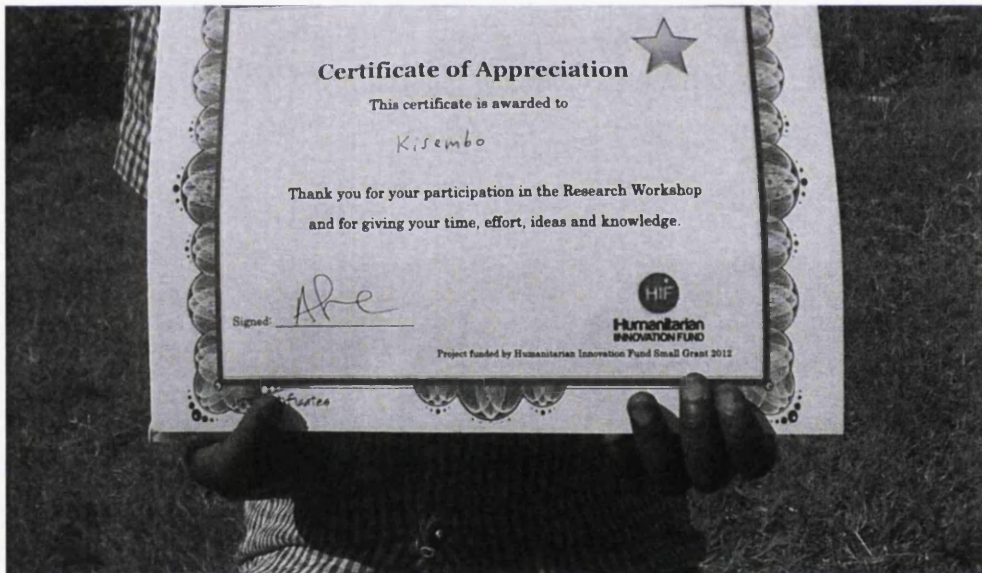 Certificate of Appreciation
This certificate is awarded to
Kisembo
Thank you for your participation in the Research Workshop
and for giving your time, effort, ideas and knowledge.
Signed:
HIF
Humanitarian
INNOVATION FUND
Project funded by Humanitarian Innovation Fund Small Grant 2012